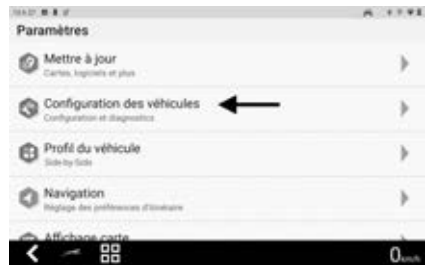 Paramètres
Mettre à jour
Cartes, logiciels et plus
Configuration des véhicules
Configuration et diagnostics
Profil du véhicule
Side-by-Side
Navigation
Réglage des préférences d'itinéraire
Affichage carte
0km/h